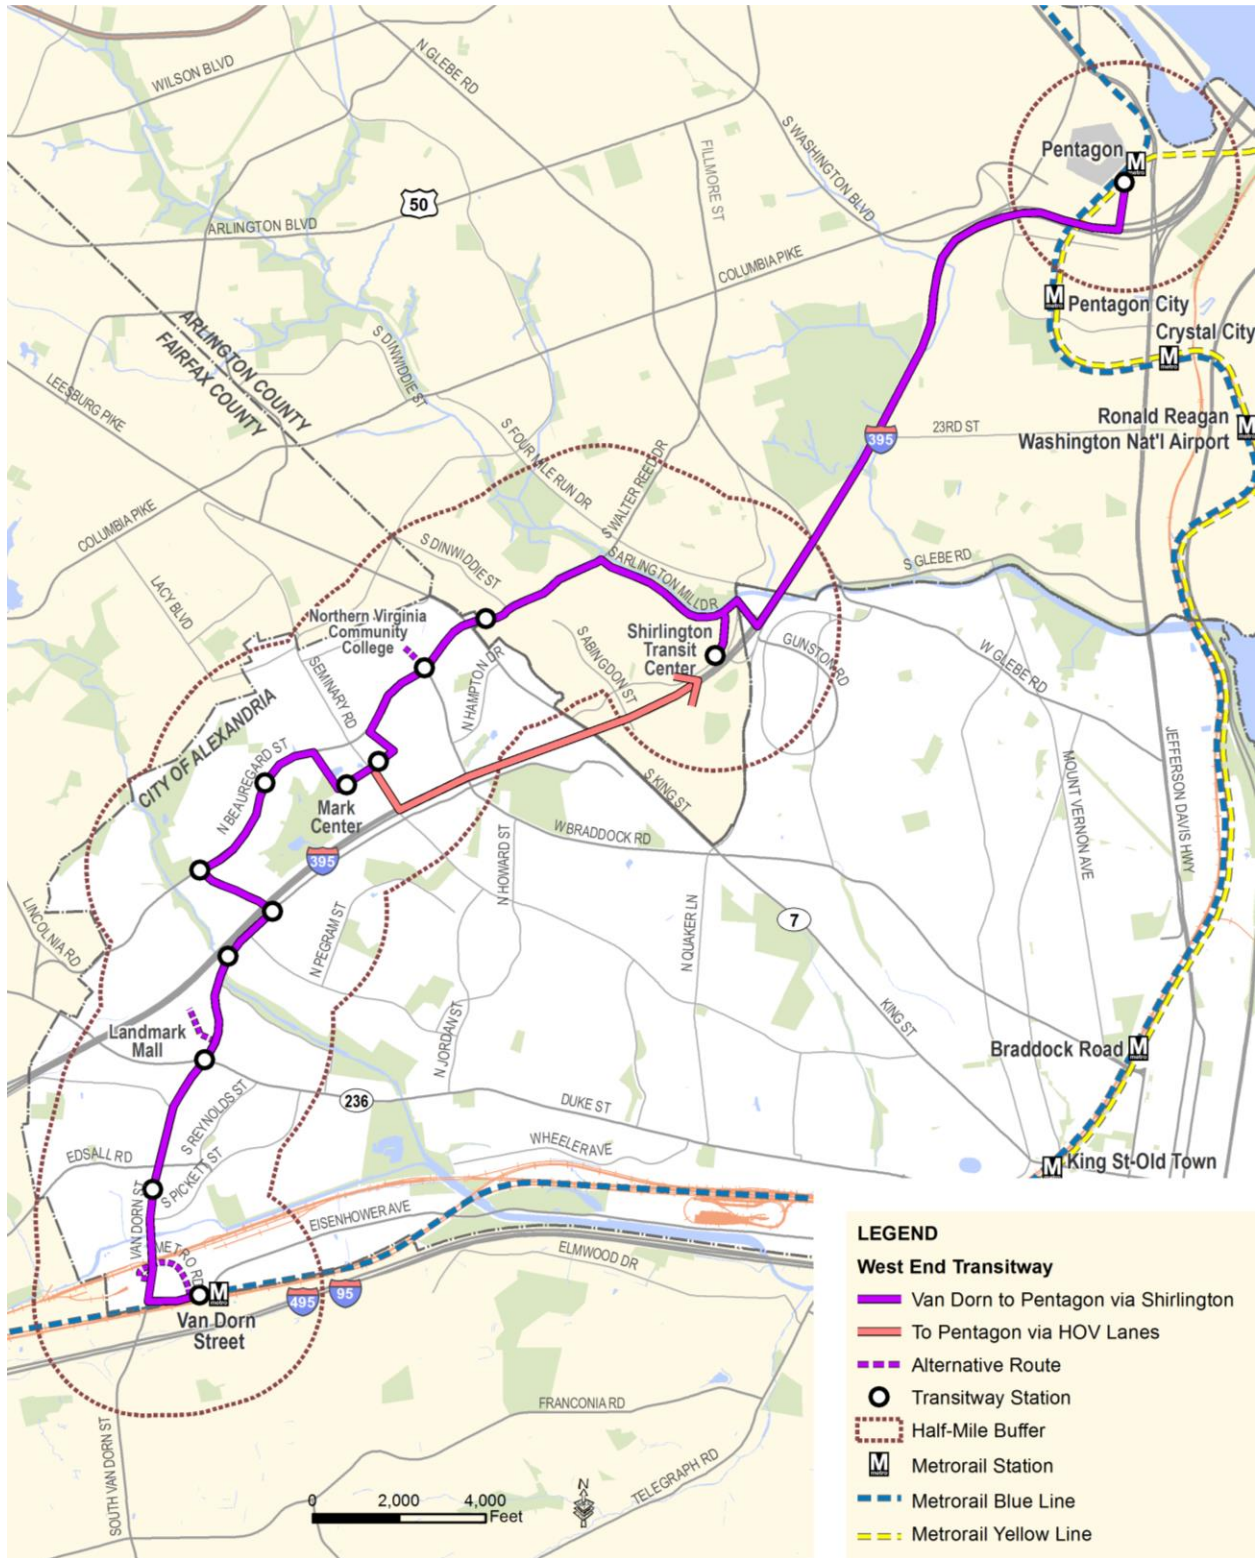 WILSON BLVD
N GLEBE RD
S WASHINGTON BLVD
FILLMORE ST
Pentagon
M
metro
50
ARLINGTON BLVD
COLUMBIA PIKE
M
metro
Pentagon City
Crystal City
M
metro
ARLINGTON COUNTY
FAIRFAX COUNTY
S DINWIDDIE ST
LEESBURG PIKE
Ronald Reagan
Washington Nat'l Airport
M
metro
23RD ST
395
S FOUR MILE RUN DR
S WALTER REED DR
COLUMBIA PIKE
S DINWIDDIE ST
S ARLINGTON MILL DR
S GLEBE RD
LACY BLVD
Northern Virginia
Community
College
Shirlington
Transit
Center
S ABINGDON ST
GUNSTON RD
W GLEBE RD
SEMINARY RD
N HAMPTON DR
CITY OF ALEXANDRIA
N BEAUREGARD ST
Mark
Center
S KING ST
MOUNT VERNON AVE
JEFFERSON DAVIS HWY
395
W BRADDOCK RD
N HOWARD ST
LINCOLNIA RD
N PEGRAM ST
N QUAKER LN
7
KING ST
Landmark
Mall
N JORDAN ST
Braddock Road
M
metro
236
DUKE ST
S REYNOLDS ST
EDSALL RD
S PICKETT ST
WHEELER AVE
M
metro
King St-Old Town
VAN DORN ST
METRO RD
EISENHOWER AVE
ELMWOOD DR
M
metro
495
95
Van Dorn
Street
SOUTH VAN DORN ST
FRANCONIA RD
TELEGRAPH RD
N
0 2,000 4,000
Feet
LEGEND
West End Transitway
Van Dorn to Pentagon via Shirlington
To Pentagon via HOV Lanes
Alternative Route
Transitway Station
Half-Mile Buffer
M
metro
Metrorail Station
Metrorail Blue Line
Metrorail Yellow Line